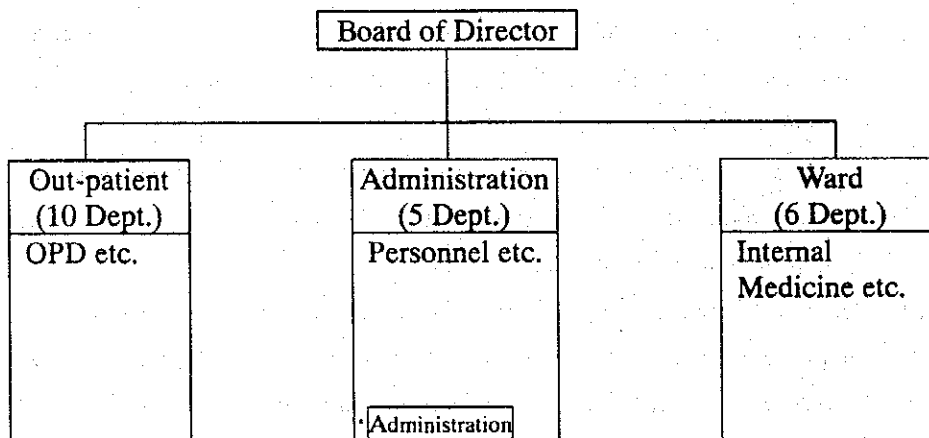 Board of Director
Out-patient
(10 Dept.)
OPD etc.
Administration
(5 Dept.)
Personnel etc.
Administration
Ward
(6 Dept.)
Internal
Medicine etc.